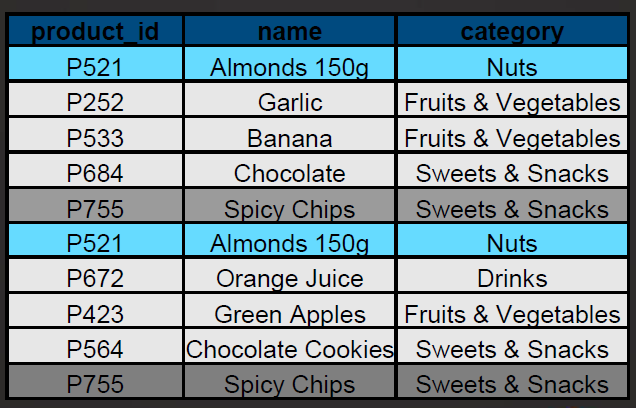 product_id name category
P521 Almonds 150g Nuts
P252 Garlic Fruits & Vegetables
P533 Banana Fruits & Vegetables
P684 Chocolate Sweets & Snacks
P755 Spicy Chips Sweets & Snacks
P521 Almonds 150g Nuts
P672 Orange Juice Drinks
P423 Green Apples Fruits & Vegetables
P564 Chocolate Cookies Sweets & Snacks
P755 Spicy Chips Sweets & Snacks